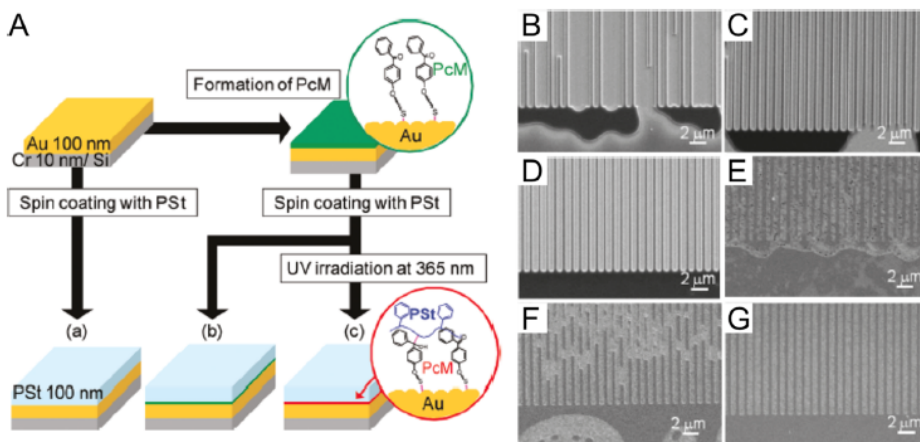 A
Formation of PcM
PcM
Au
Au 100 nm
Cr 10 nm/ Si
Spin coating with PSt
Spin coating with PSt
UV irradiation at 365 nm
(a)
(b)
(c)
PSt
PcM
Au
PSt 100 nm
B
2 μm
C
2 μm
D
2 μm
E
2 μm
F
2 μm
G
2 μm